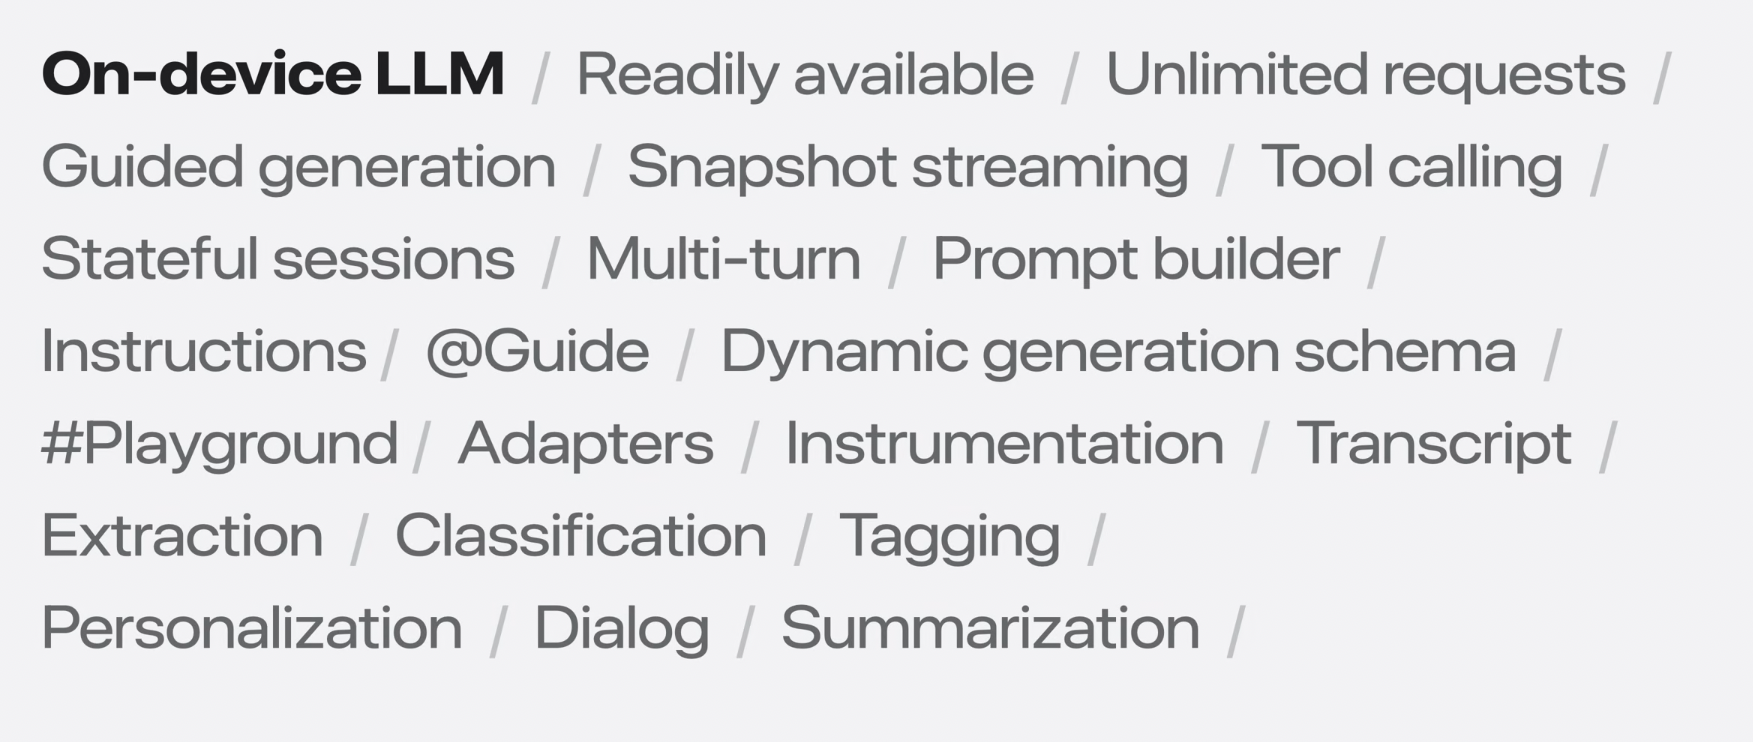 On-device LLM / Readily available / Unlimited requests /
Guided generation / Snapshot streaming / Tool calling /
Stateful sessions / Multi-turn / Prompt builder /
Instructions / @Guide / Dynamic generation schema /
#Playground / Adapters / Instrumentation / Transcript /
Extraction / Classification / Tagging /
Personalization / Dialog / Summarization /